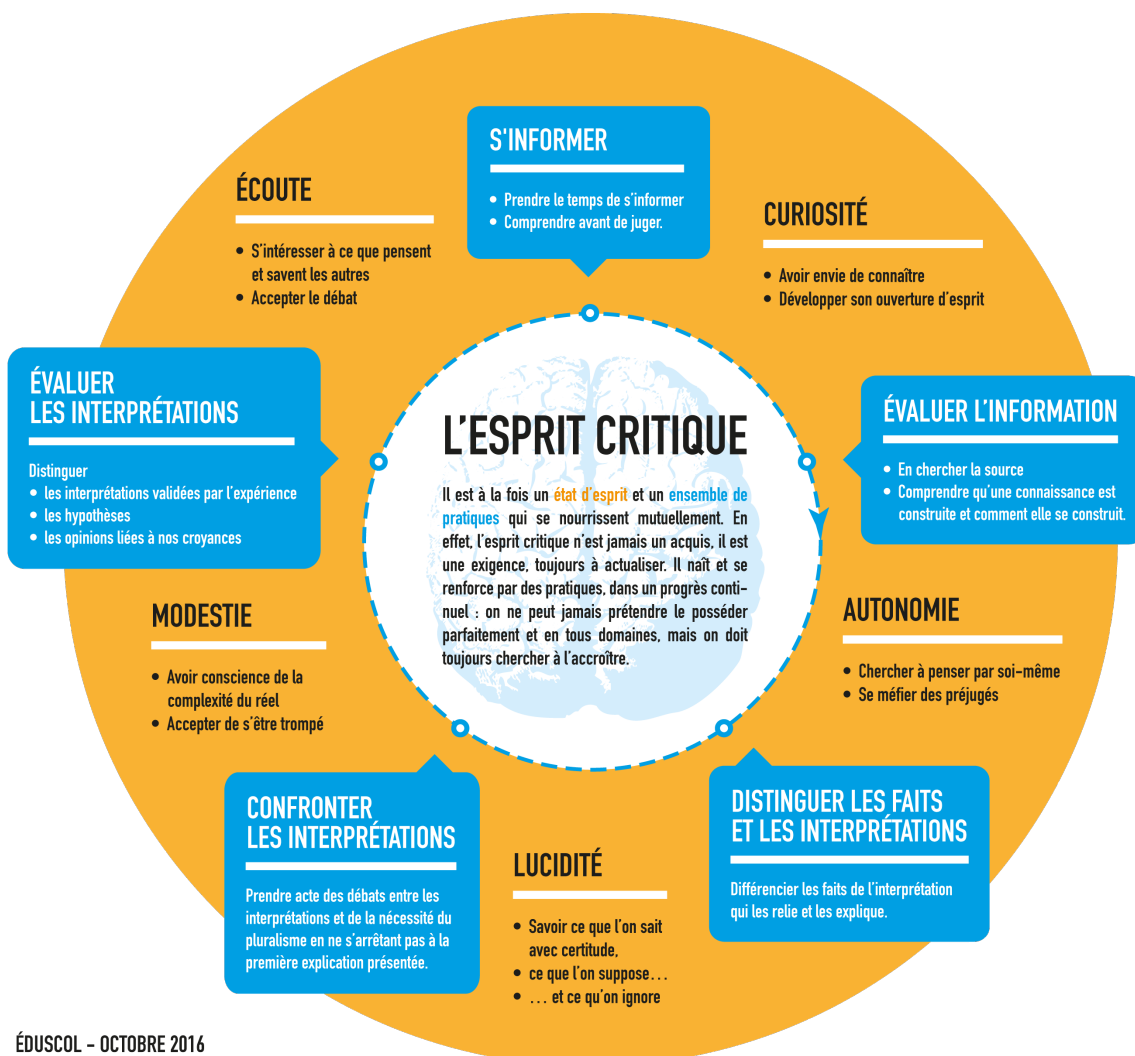 S'INFORMER
• Prendre le temps de s'informer
• Comprendre avant de juger.
CURIOSITÉ
• Avoir envie de connaître
• Développer son ouverture d'esprit
ÉVALUER L'INFORMATION
• En chercher la source
• Comprendre qu'une connaissance est
construite et comment elle se construit.
AUTONOMIE
• Chercher à penser par soi-même
• Se méfier des préjugés
DISTINGUER LES FAITS
ET LES INTERPRÉTATIONS
Différencier les faits de l'interprétation
qui les relie et les explique.
LUCIDITÉ
• Savoir ce que l'on sait
avec certitude,
• ce que l'on suppose...
• ... et ce qu'on ignore
CONFRONTER
LES INTERPRÉTATIONS
Prendre acte des débats entre les
interprétations et de la nécessité du
pluralisme en ne s'arrêtant pas à la
première explication présentée.
MODESTIE
• Avoir conscience de la
complexité du réel
• Accepter de s'être trompé
ÉVALUER
LES INTERPRÉTATIONS
Distinguer
• les interprétations validées par l'expérience
• les hypothèses
• les opinions liées à nos croyances
ÉCOUTE
• S'intéresser à ce que pensent
et savent les autres
• Accepter le débat
L'ESPRIT CRITIQUE
Il est à la fois un état d'esprit et un ensemble de
pratiques qui se nourrissent mutuellement. En
effet, l'esprit critique n'est jamais un acquis, il est
une exigence, toujours à actualiser. Il naît et se
renforce par des pratiques, dans un progrès conti-
nuel : on ne peut jamais prétendre le posséder
parfaitement et en tous domaines, mais on doit
toujours chercher à l'accroître.
ÉDUSCOL - OCTOBRE 2016